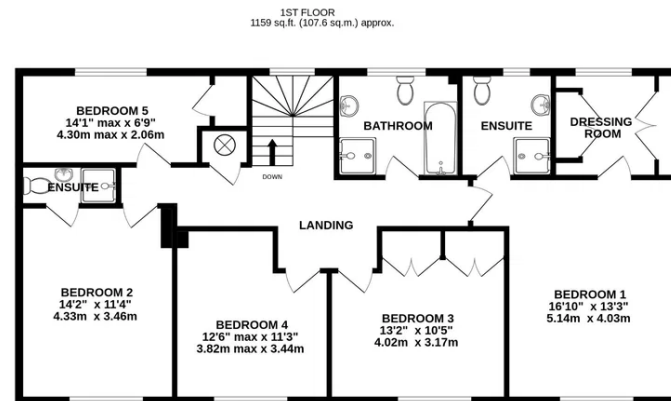 1ST FLOOR
1159 sq.ft. (107.6 sq.m.) approx.
BEDROOM 5
14'1" max x 6'9"
4.30m max x 2.06m
BATHROOM
ENSUITE
DRESSING
ROOM
DOWN
ENSUITE
LANDING
BEDROOM 2
14'2" x 11'4"
4.33m x 3.46m
BEDROOM 4
12'6" max x 11'3"
3.82m max x 3.44m
BEDROOM 3
13'2" x 10'5"
4.02m x 3.17m
BEDROOM 1
16'10" x 13'3"
5.14m x 4.03m